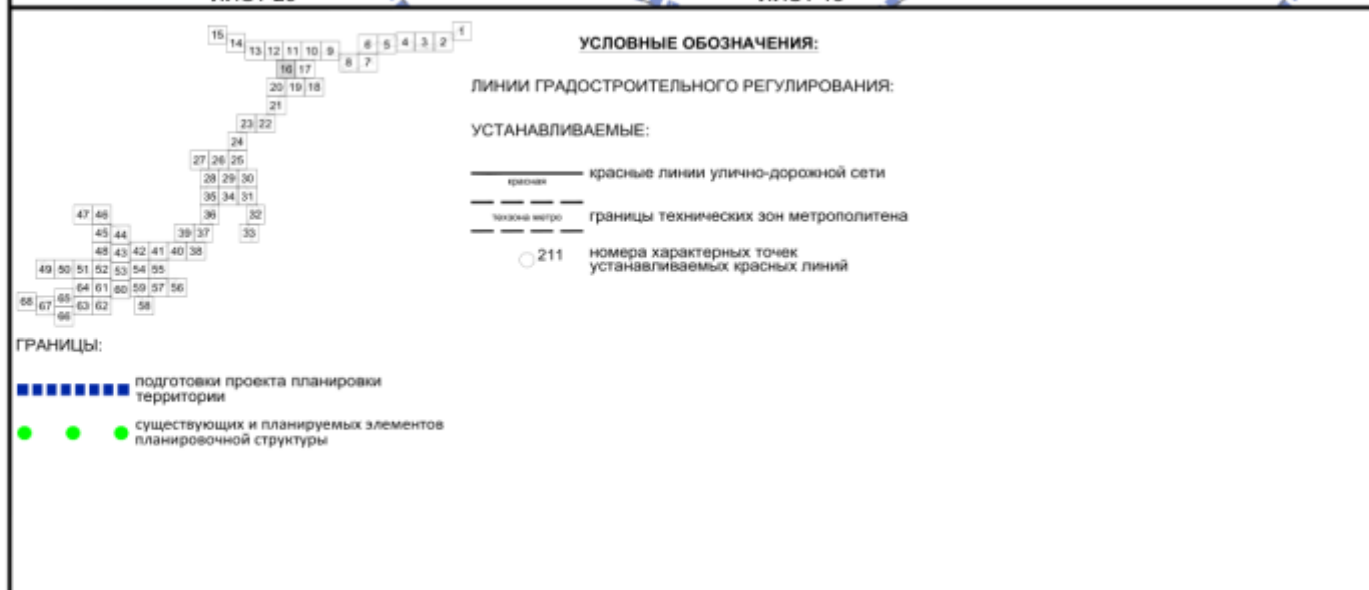 15 14 13 12 11 10 9 8 7 6 5 4 3 2 1
16 17
20 19 18
21
23 22
24
27 26 25
28 29 30
35 34 31
47 46 36 32
45 44 39 37 33
48 43 42 41 40 38
49 50 51 52 53 54 55
64 61 60 59 57 56
68 67 65 63 62 58
66
УСЛОВНЫЕ ОБОЗНАЧЕНИЯ:
ЛИНИИ ГРАДОСТРОИТЕЛЬНОГО РЕГУЛИРОВАНИЯ:
УСТАНАВЛИВАЕМЫЕ:
красная
красные линии улично-дорожной сети
техзона метро
границы технических зон метрополитена
211
номера характерных точек
устанавливаемых красных линий
ГРАНИЦЫ:
подготовки проекта планировки
территории
существующих и планируемых элементов
планировочной структуры